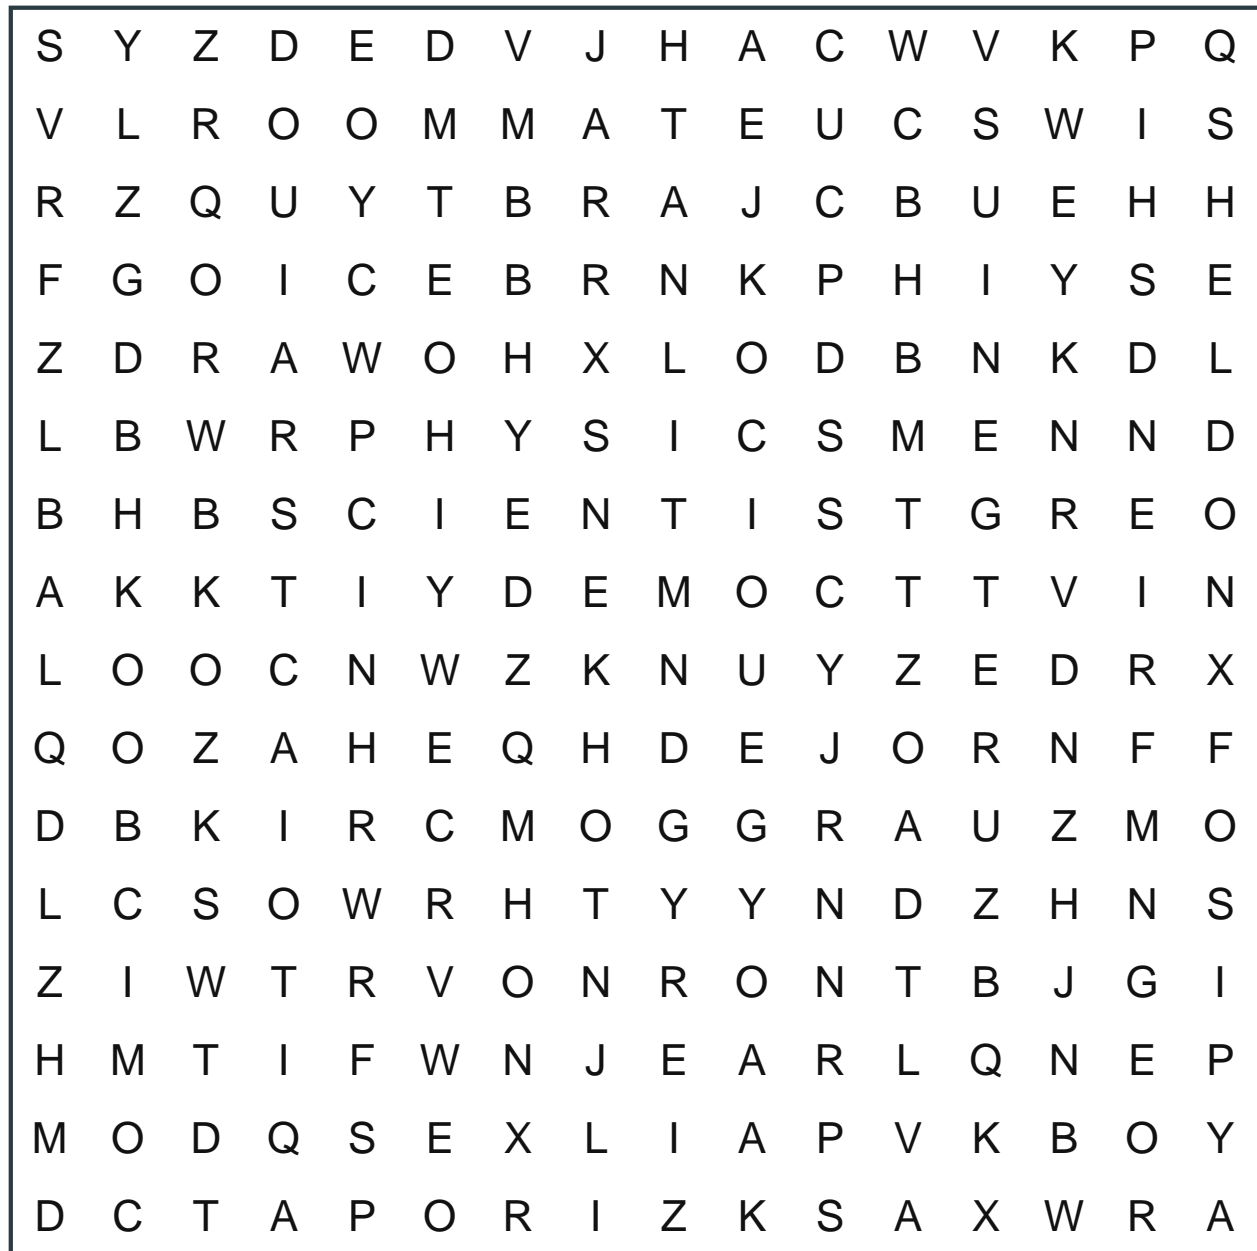 S Y Z D E D V J H A C W V K P Q
V L R O O M M A T E U C S W I S
R Z Q U Y T B R A J C B U E H H
F G O I C E B R N K P H I Y S E
Z D R A W O H X L O D B N K D L
L B W R P H Y S I C S M E N N D
B H B S C I E N T I S T G R E O
A K K T I Y D E M O C T T V I N
L O O C N W Z K N U Y Z E D R X
Q O Z A H E Q H D E J O R N F F
D B K I R C M O G G R A U Z M O
L C S O W R H T Y Y N D Z H N S
Z I W T R V O N R O N T B J G I
H M T I F W N J E A R L Q N E P
M O D Q S E X L I A P V K B O Y
D C T A P O R I Z K S A X W R A